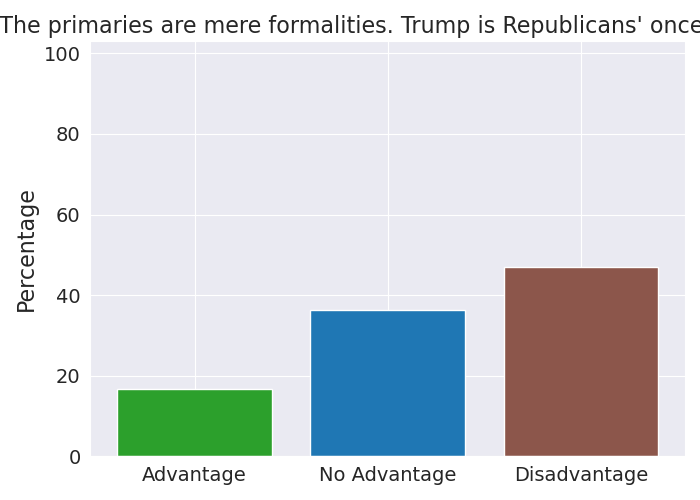 The primaries are mere formalities. Trump is Republicans' once
100
80
60
40
20
0
Percentage
Advantage
No Advantage
Disadvantage